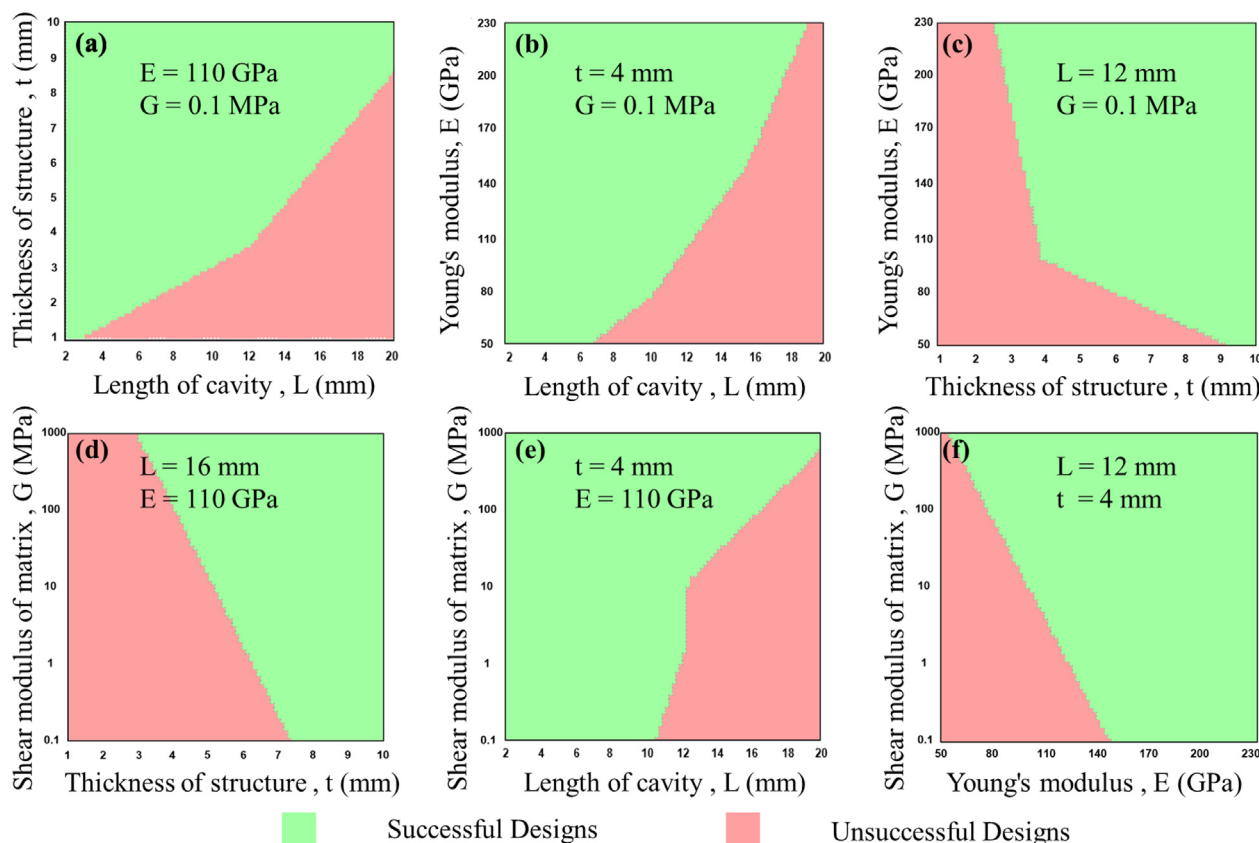 (a)
E = 110 GPa
G = 0.1 MPa
Thickness of structure , t (mm)
10
9
8
7
6
5
4
3
2
1
2 4 6 8 10 12 14 16 18 20
Length of cavity , L (mm)
(b)
t = 4 mm
G = 0.1 MPa
Young's modulus, E (GPa)
230
200
170
140
110
80
50
2 4 6 8 10 12 14 16 18 20
Length of cavity , L (mm)
(c)
L = 12 mm
G = 0.1 MPa
Young's modulus, E (GPa)
230
200
170
140
110
80
50
1 2 3 4 5 6 7 8 9 10
Thickness of structure , t (mm)
(d)
L = 16 mm
E = 110 GPa
Shear modulus of matrix , G (MPa)
1000
100
10
1
0.1
1 2 3 4 5 6 7 8 9 10
Thickness of structure , t (mm)
(e)
t = 4 mm
E = 110 GPa
Shear modulus of matrix , G (MPa)
1000
100
10
1
0.1
2 4 6 8 10 12 14 16 18 20
Length of cavity , L (mm)
(f)
L = 12 mm
t = 4 mm
Shear modulus of matrix , G (MPa)
1000
100
10
1
0.1
50 80 110 140 170 200 230
Young's modulus , E (GPa)
Successful Designs
Unsuccessful Designs